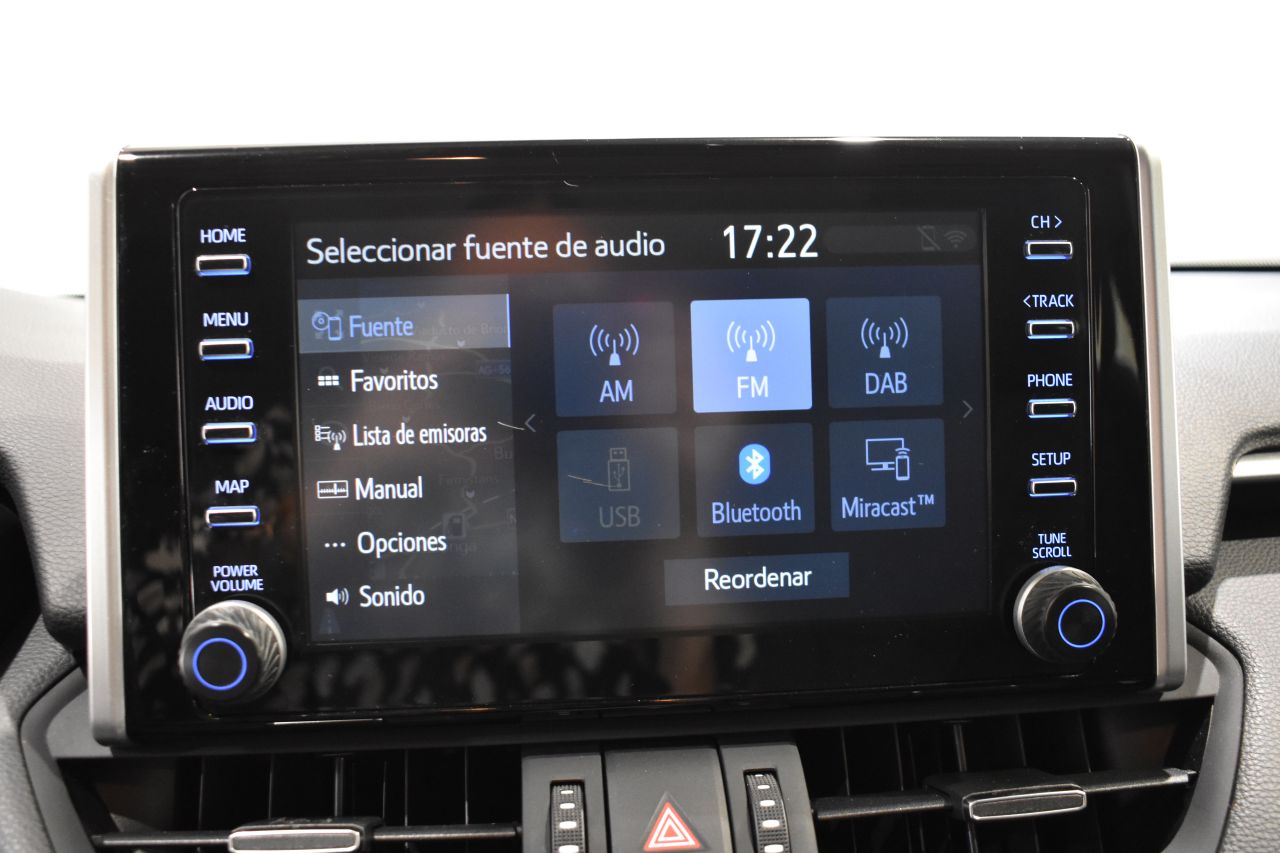 HOME
MENU
AUDIO
MAP
POWER
VOLUME
Seleccionar fuente de audio
17:22
Fuente
Favoritos
Lista de emisoras
Manual
Opciones
Sonido
AM
FM
DAB
USB
Bluetooth
Miracast™
Reordenar
CH >
<TRACK
PHONE
SETUP
TUNE
SCROLL